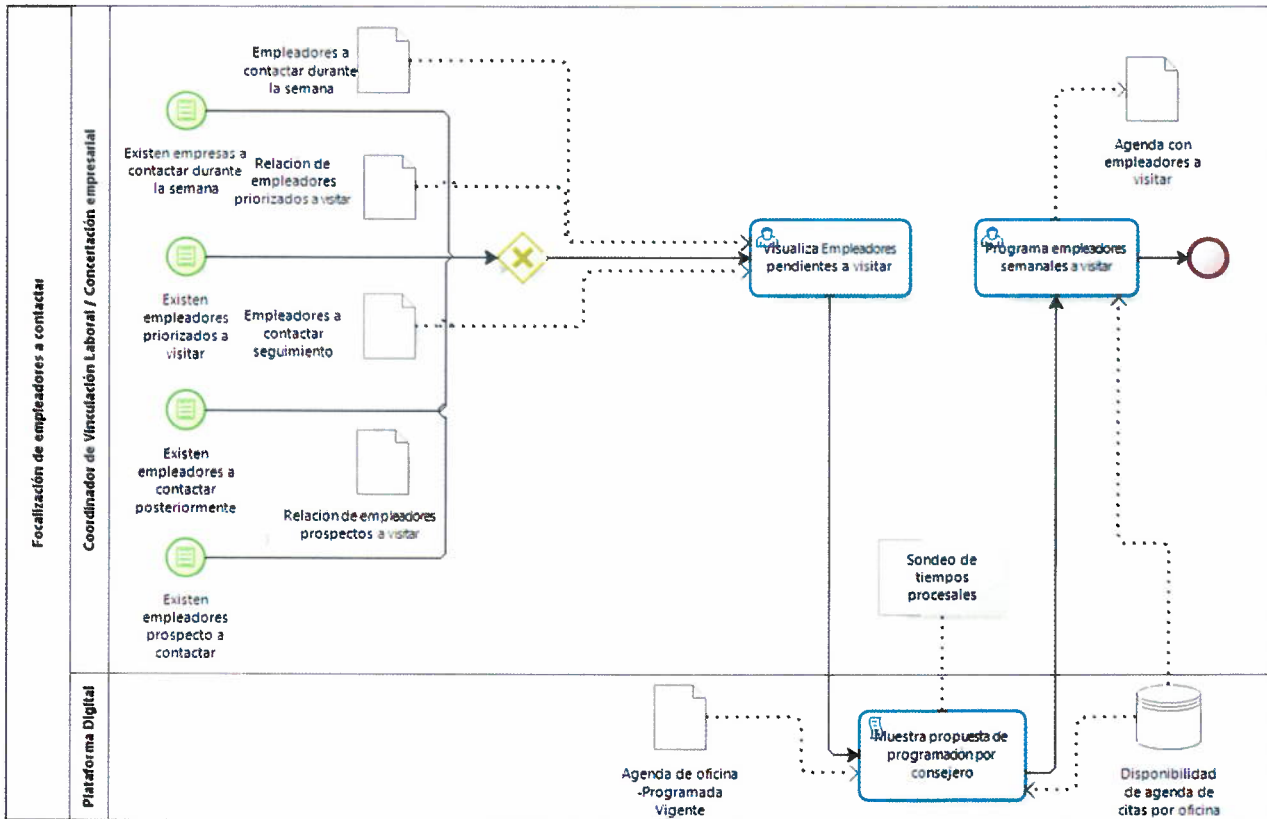 Focalización de empleadores a contactar
Coordinador de Vinculación Laboral / Concertación empresarial
Empleadores a
contactar durante
la semana
Existen empresas a
contactar durante
la semana
Relacion de
empleadores
priorizados a visitar
Existen
empleadores
priorizados a
visitar
Empleadores a
contactar
seguimiento
Existen
empleadores a
contactar
posteriormente
Relacion de empleadores
prospectos a visitar
Existen
empleadores
prospecto a
contactar
Visualiza Empleadores
pendientes a visitar
Programa empleadores
semanales a visitar
Agenda con
empleadores a
visitar
Sondeo de
tiempos
procesales
Plataforma Digital
Agenda de oficina
-Programada
Vigente
Muestra propuesta de
programación por
consejero
Disponibilidad
de agenda de
citas por oficina